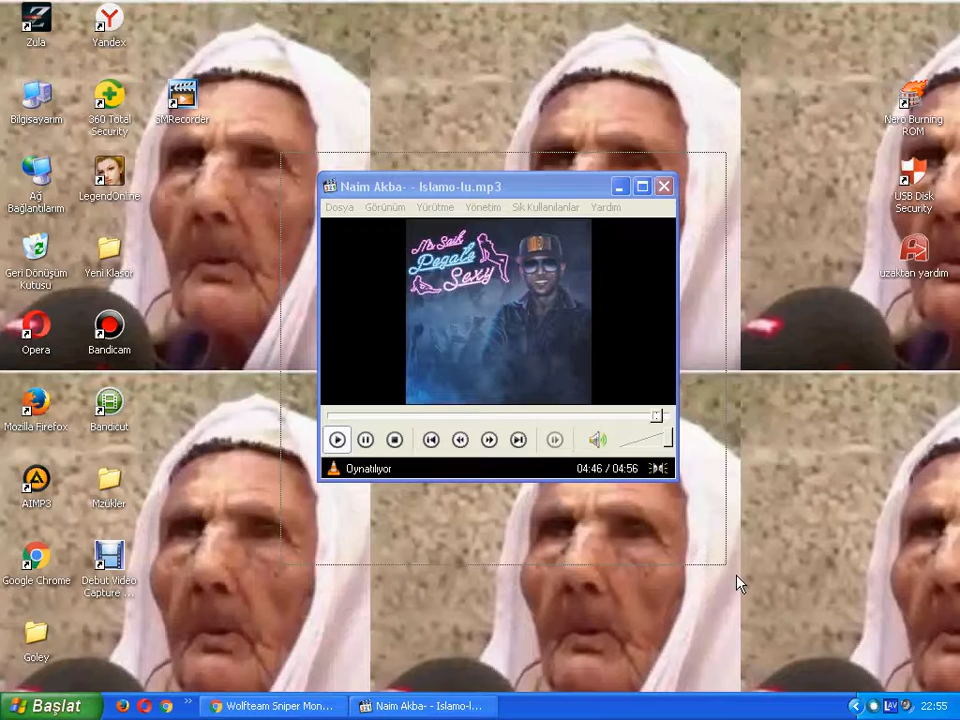 Zula
Yandex
Bilgisayarım
360 Total
Security
SMRecorder
Ağ
Bağlantılarım
LegendOnline
Geri Dönüşüm
Kutusu
Yeni Klasör
Opera
Bandicam
Mozilla Firefox
Bandicut
AIMP3
Mzükler
Google Chrome
Debut Video
Capture ...
Goley
Nero Burning
ROM
USB Disk
Security
uzaktan yardım
Naim Akba- - Islamo-lu.mp3
Dosya Görünüm Yürütme Yönetim Sık Kullanılanlar Yardım
Pegate
Sexy
Oynatılıyor 04:46 / 04:56
Başlat
Wolfteam Sniper Mon...
Naim Akba- - Islamo-l...
LAV
22:55